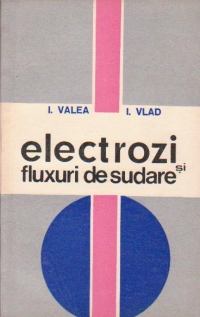 I. VALEA I. VLAD
electrozi
și
fluxuri de sudare